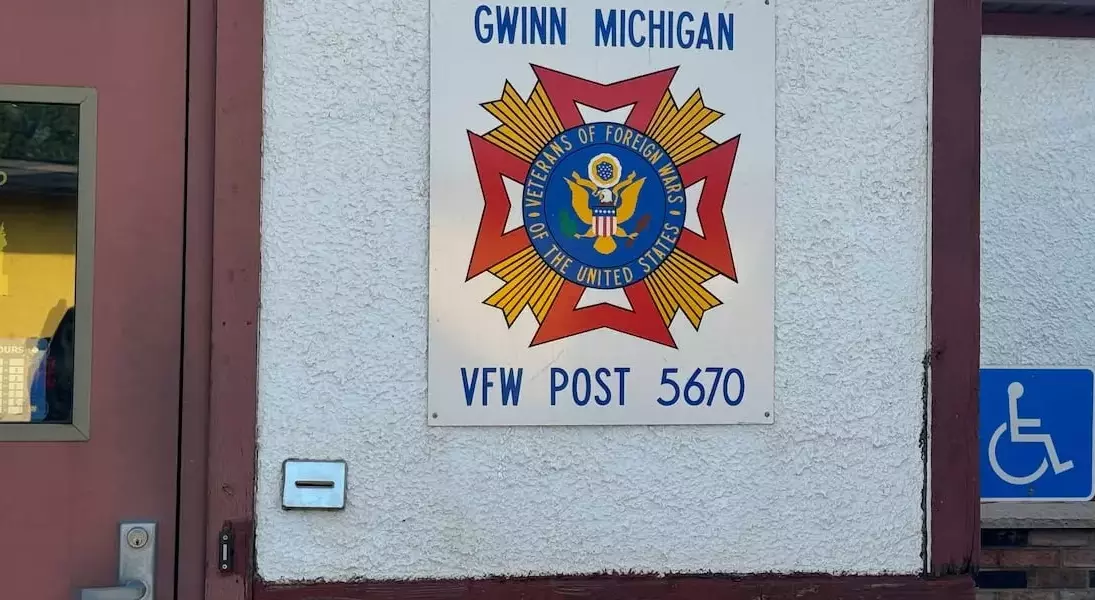 GWINN MICHIGAN
VETERANS OF FOREIGN WARS
OF THE UNITED STATES
VFW POST 5670